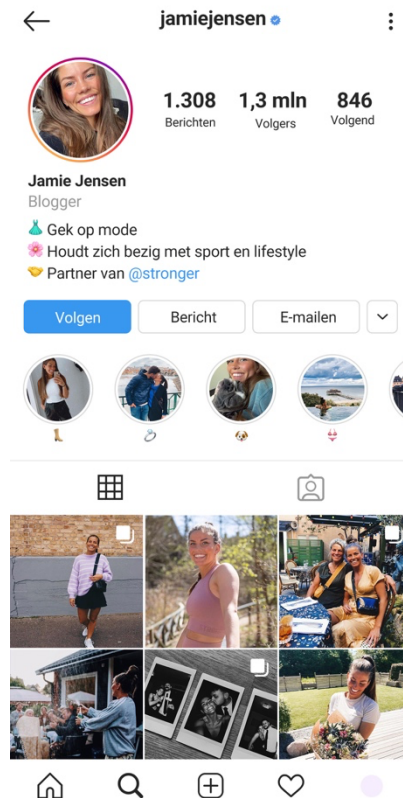 jamiejensen
1.308 1,3 mln 846
Berichten Volgers Volgend
Jamie Jensen
Blogger
Gek op mode
Houdt zich bezig met sport en lifestyle
Partner van @stronger
Volgen Bericht E-mailen